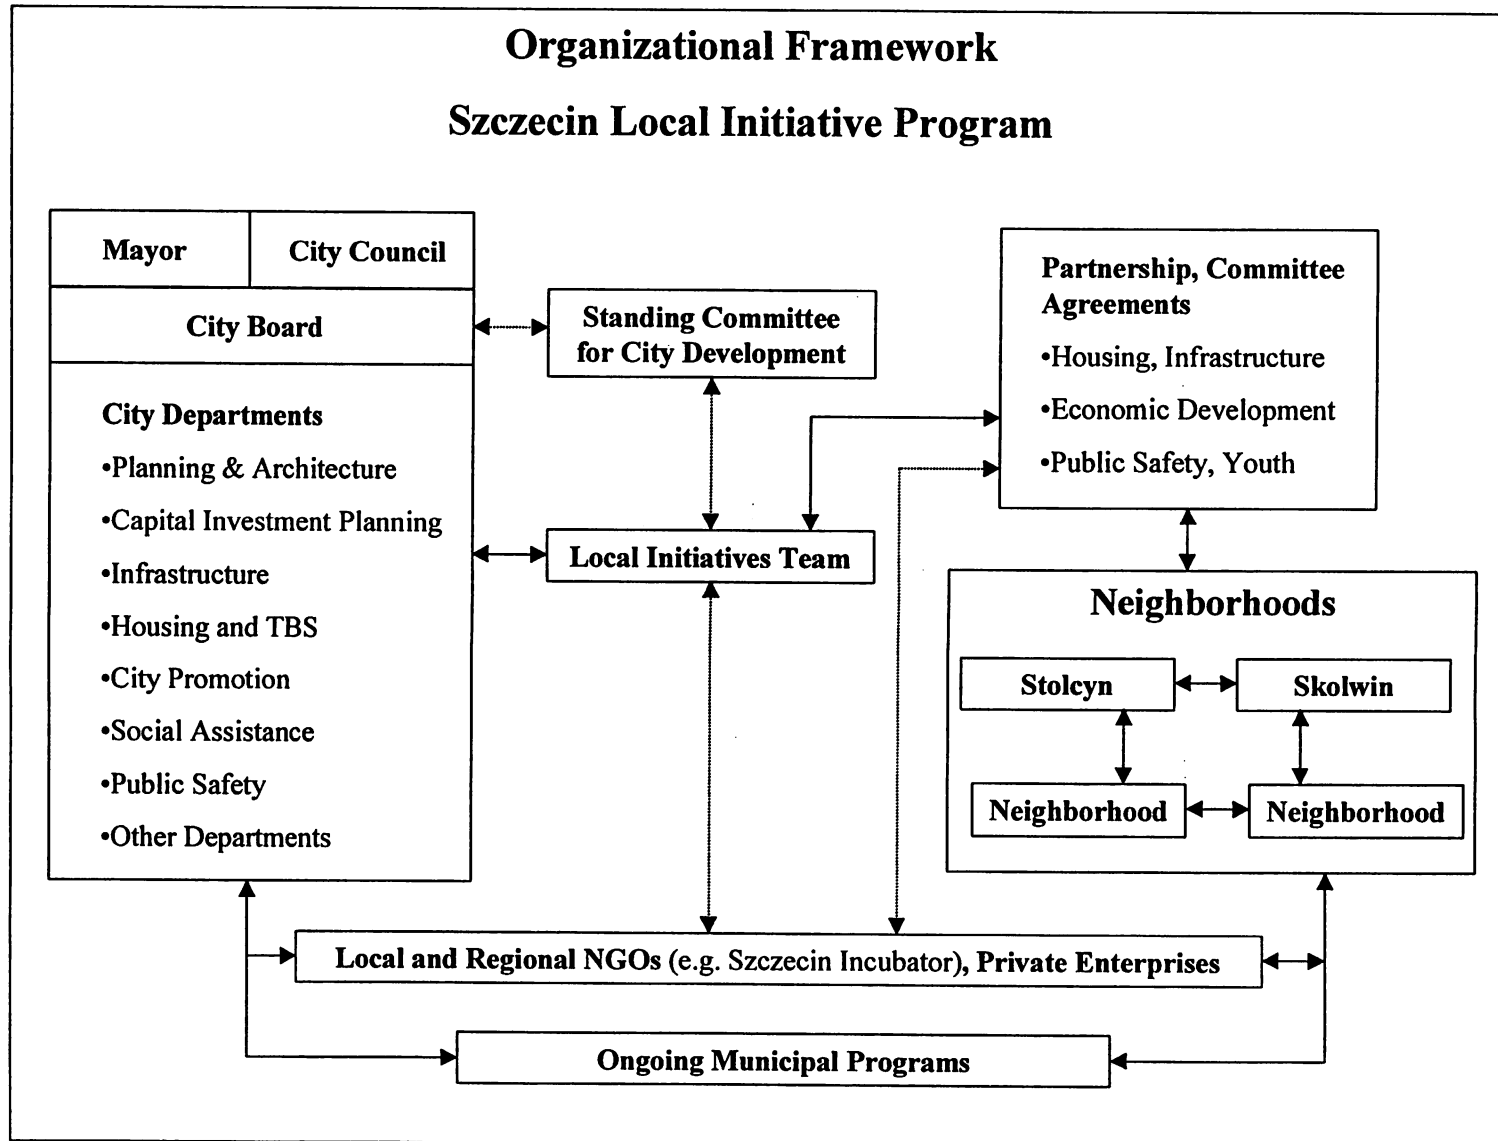 Organizational Framework
Szczecin Local Initiative Program
Mayor
City Council
City Board
City Departments
•Planning & Architecture
•Capital Investment Planning
•Infrastructure
•Housing and TBS
•City Promotion
•Social Assistance
•Public Safety
•Other Departments
Standing Committee
for City Development
Local Initiatives Team
Partnership, Committee
Agreements
•Housing, Infrastructure
•Economic Development
•Public Safety, Youth
Neighborhoods
Stolcyn
Skolwin
Neighborhood
Neighborhood
Local and Regional NGOs (e.g. Szczecin Incubator), Private Enterprises
Ongoing Municipal Programs